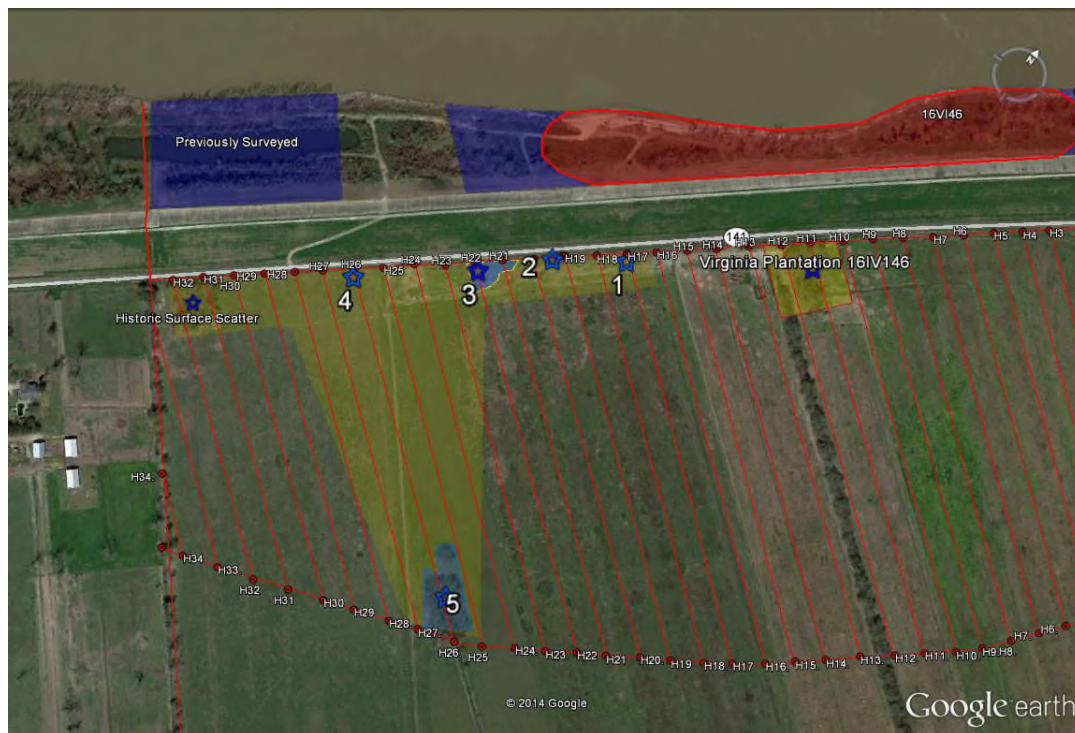 N
16VI46
Previously Surveyed
141
H3
H4
H5
H6
H7
H8
H9
H10
H11
H12
H13
H14
H15
H16
H17
H18
H19
H21
H22
H23
H24
H25
H26
H27
H28
H29
H30
H31
H32
Virginia Plantation 16IV146
1
2
3
4
Historic Surface Scatter
H34.
H34
H33.
H32
H31
H30
H29
H28.
H27.
H26.
H25
H24
H23
H22
H21
H20.
H19
H18
H17
H16.
H15
H14
H13.
H12
H11
H10.
H9
H8.
H7.
H6.
5
© 2014 Google
Google earth